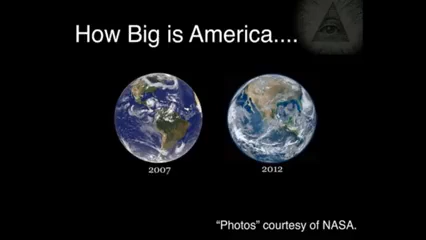 How Big is America....
2007
2012
“Photos” courtesy of NASA.